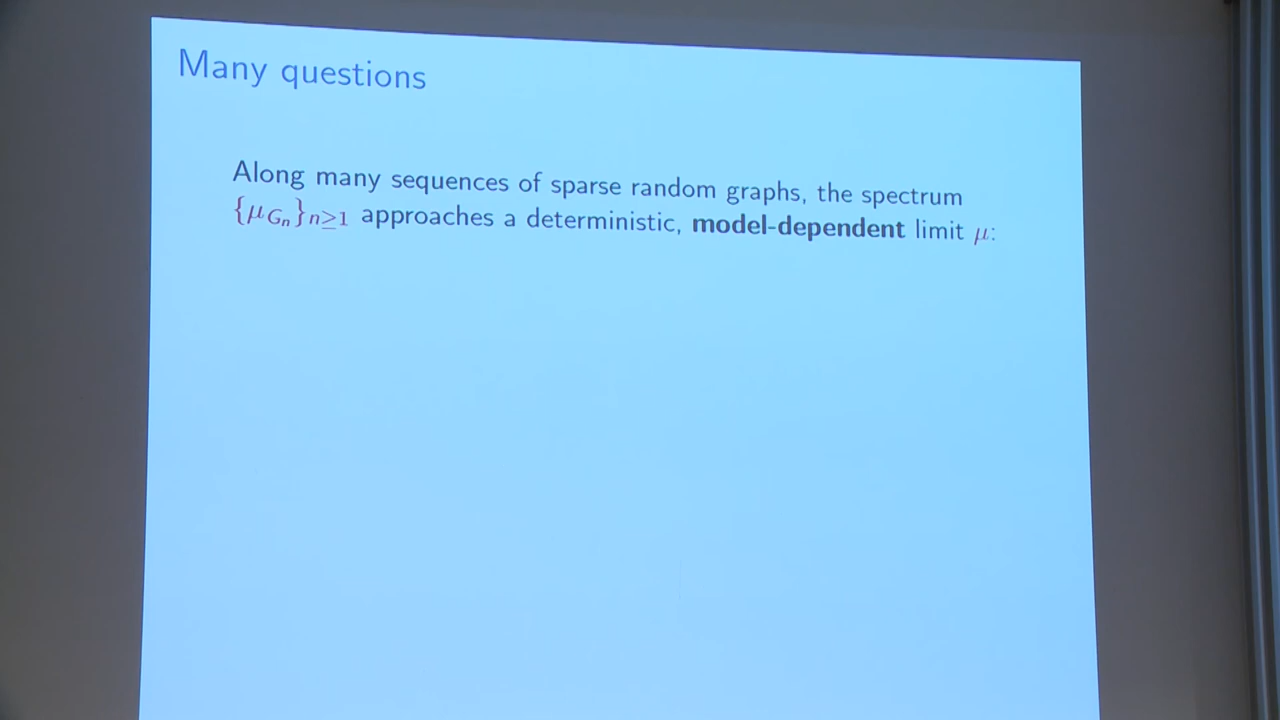 Many questions
Along many sequences of sparse random graphs, the spectrum
{μ_{G_n}}_{n≥1} approaches a deterministic, model-dependent limit μ: